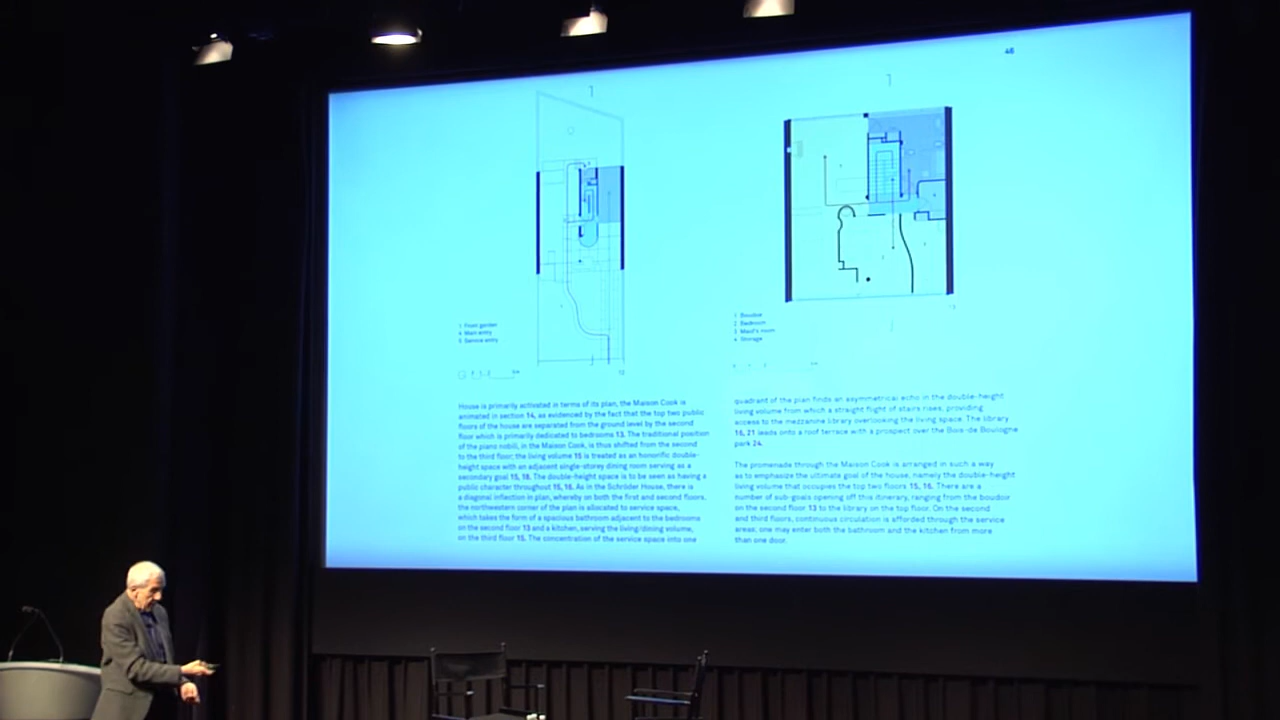 46
1
1
1 Front garden
4 Main entry
5 Service entry
12
1 Boudoir
2 Bedroom
3 Maid's room
4 Storage
13
House is primarily activated in terms of its plan, the Maison Cook is
animated in section 14, as evidenced by the fact that the top two public
floors of the house are separated from the ground level by the second
floor which is primarily dedicated to bedrooms 13. The traditional position
of the piano nobili, in the Maison Cook, is thus shifted from the second
to the third floor; the living volume 15 is treated as an honorific double-
height space with an adjacent single-storey dining room serving as a
secondary goal 15, 18. The double-height space is to be seen as having a
public character throughout 15, 16. As in the Schröder House, there is
a diagonal inflection in plan, whereby on both the first and second floors,
the northwestern corner of the plan is allocated to service space,
which takes the form of a spacious bathroom adjacent to the bedrooms
on the second floor 13 and a kitchen, serving the living/dining volume,
on the third floor 15. The concentration of the service space into one
quadrant of the plan finds an asymmetrical echo in the double-height
living volume from which a straight flight of stairs rises, providing
access to the mezzanine library overlooking the living space. The library
16, 21 leads onto a roof terrace with a prospect over the Bois-de Boulogne
park 24.
The promenade through the Maison Cook is arranged in such a way
as to emphasize the ultimate goal of the house, namely the double-height
living volume that occupies the top two floors 15, 16. There are a
number of sub-goals opening off this itinerary, ranging from the boudoir
on the second floor 13 to the library on the top floor. On the second
and third floors, continuous circulation is afforded through the service
areas; one may enter both the bathroom and the kitchen from more
than one door.